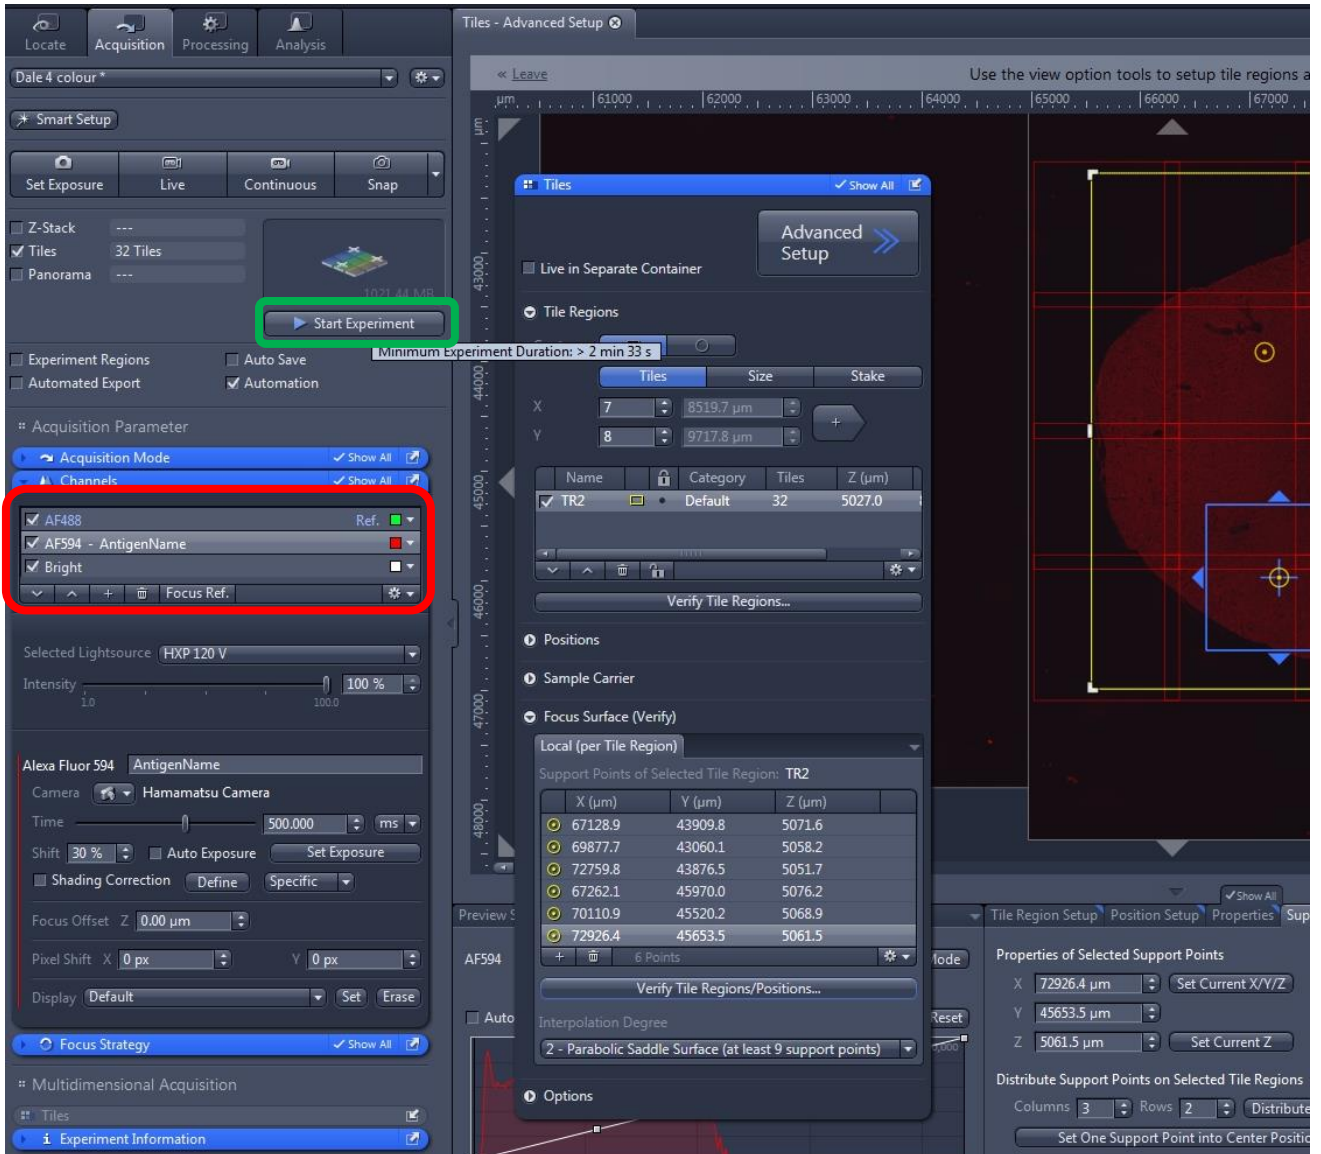 Locate Acquisition Processing Analysis
Dale 4 colour *
Smart Setup
Set Exposure Live Continuous Snap
Z-Stack ---
Tiles 32 Tiles
Panorama ---
1021.44 MB
Start Experiment
Minimum Experiment Duration: > 2 min 33 s
Experiment Regions Auto Save
Automated Export Automation
Acquisition Parameter
Acquisition Mode Show All
Channels Show All
AF488 Ref.
AF594 - AntigenName
Bright
Focus Ref.
Selected Lightsource HXP 120 V
Intensity 100 %
1.0 100.0
Alexa Fluor 594 AntigenName
Camera Hamamatsu Camera
Time 500.000 ms
Shift 30 % Auto Exposure Set Exposure
Shading Correction Define Specific
Focus Offset Z 0.00 µm
Pixel Shift X 0 px Y 0 px
Display Default Set Erase
Focus Strategy Show All
Multidimensional Acquisition
Tiles
i Experiment Information
Tiles - Advanced Setup
« Leave
Use the view option tools to setup tile regions a
µm 61000 62000 63000 64000 65000 66000 67000
µm
43000
44000
45000
46000
47000
48000
Tiles Show All
Advanced
Setup
Live in Separate Container
Tile Regions
Tiles Size Stake
X 7 8519.7 µm
+
Y 8 9717.8 µm
Name Category Tiles Z (µm)
TR2 Default 32 5027.0
Verify Tile Regions...
Positions
Sample Carrier
Focus Surface (Verify)
Local (per Tile Region)
Support Points of Selected Tile Region: TR2
X (µm) Y (µm) Z (µm)
67128.9 43909.8 5071.6
69877.7 43060.1 5058.2
72759.8 43876.5 5051.7
67262.1 45970.0 5076.2
70110.9 45520.2 5068.9
72926.4 45653.5 5061.5
+ 6 Points
Verify Tile Regions/Positions...
Interpolation Degree
2 - Parabolic Saddle Surface (at least 9 support points)
Options
Preview S
AF594
Auto
Mode
Reset
Show All
Tile Region Setup Position Setup Properties Sup
Properties of Selected Support Points
X 72926.4 µm Set Current X/Y/Z
Y 45653.5 µm
Z 5061.5 µm Set Current Z
Distribute Support Points on Selected Tile Regions
Columns 3 Rows 2 Distribute
Set One Support Point into Center Positio